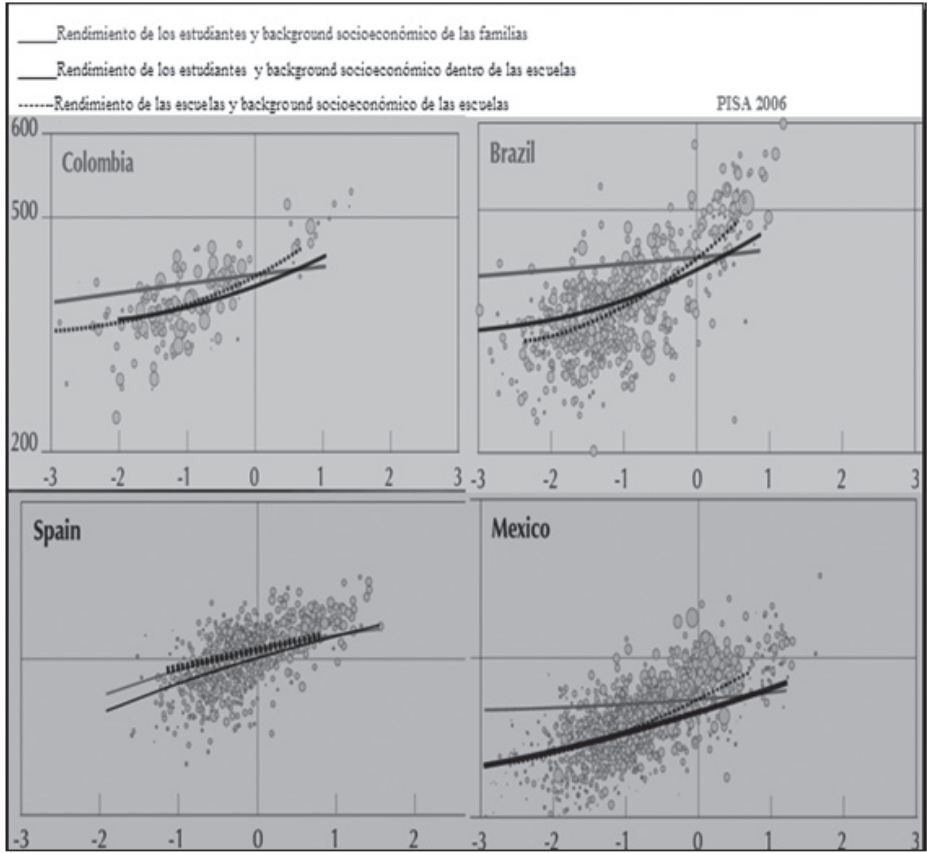 ____Rendimiento de los estudiantes y background socioeconómico de las familias
____Rendimiento de los estudiantes y background socioeconómico dentro de las escuelas
-------Rendimiento de las escuelas y background socioeconómico de las escuelas PISA 2006
600
Colombia
Brazil
500
200
-3 -2 -1 0 1 2 3
-3 -2 -1 0 1 2 3
Spain
Mexico
-3 -2 -1 0 1 2
-3 -2 -1 0 1 2 3